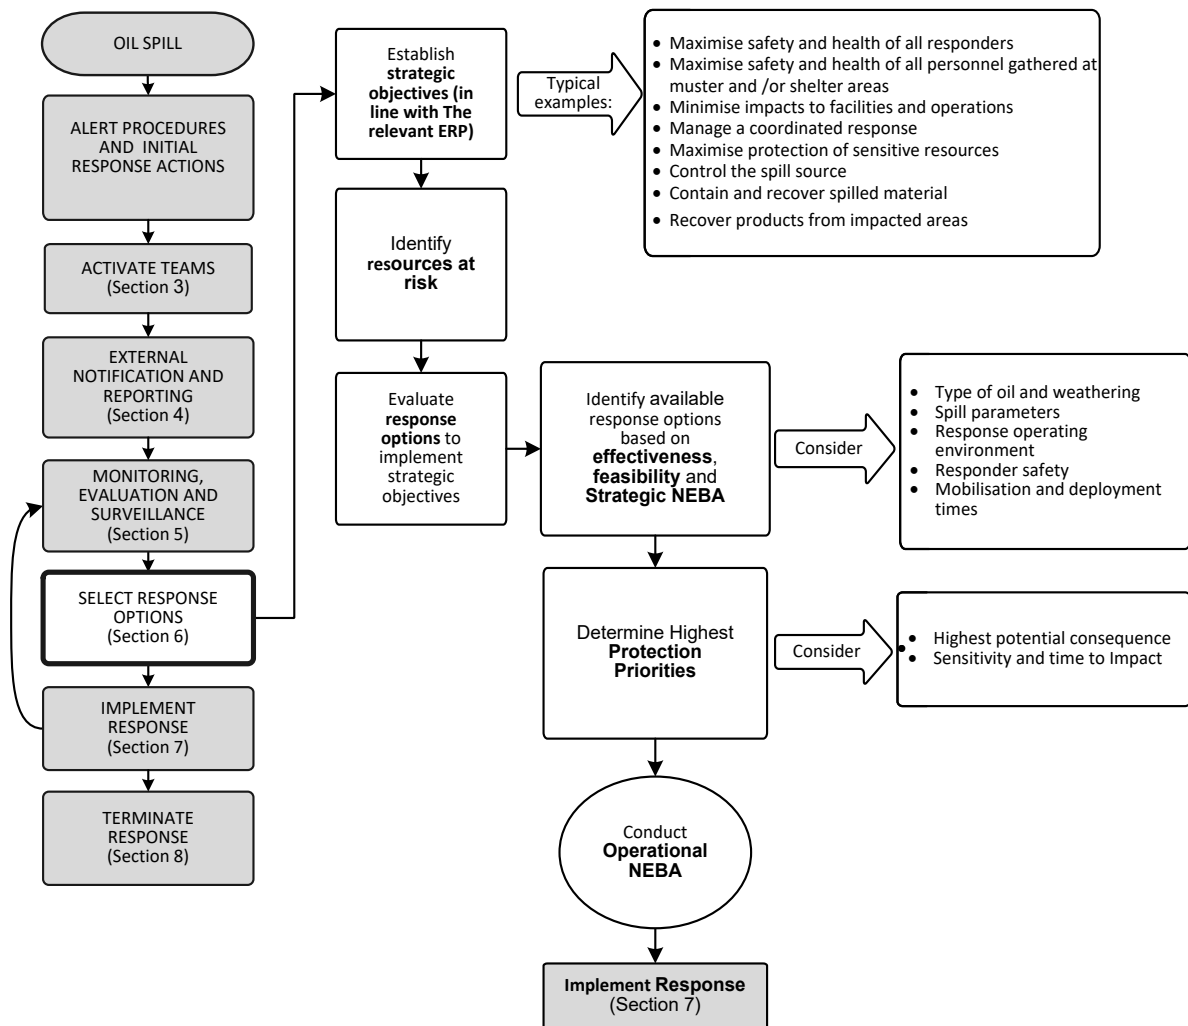 OIL SPILL
ALERT PROCEDURES
AND INITIAL
RESPONSE ACTIONS
ACTIVATE TEAMS
(Section 3)
EXTERNAL
NOTIFICATION AND
REPORTING
(Section 4)
MONITORING,
EVALUATION AND
SURVEILLANCE
(Section 5)
SELECT RESPONSE
OPTIONS
(Section 6)
IMPLEMENT
RESPONSE
(Section 7)
TERMINATE
RESPONSE
(Section 8)
Establish
strategic
objectives (in
line with The
relevant ERP)
Typical
examples:
• Maximise safety and health of all responders
• Maximise safety and health of all personnel gathered at
muster and /or shelter areas
• Minimise impacts to facilities and operations
• Manage a coordinated response
• Maximise protection of sensitive resources
• Control the spill source
• Contain and recover spilled material
• Recover products from impacted areas
Identify
resources at
risk
Evaluate
response
options to
implement
strategic
objectives
Identify available
response options
based on
effectiveness,
feasibility and
Strategic NEBA
Consider
• Type of oil and weathering
• Spill parameters
• Response operating
environment
• Responder safety
• Mobilisation and deployment
times
Determine Highest
Protection
Priorities
Consider
• Highest potential consequence
• Sensitivity and time to Impact
Conduct
Operational
NEBA
Implement Response
(Section 7)